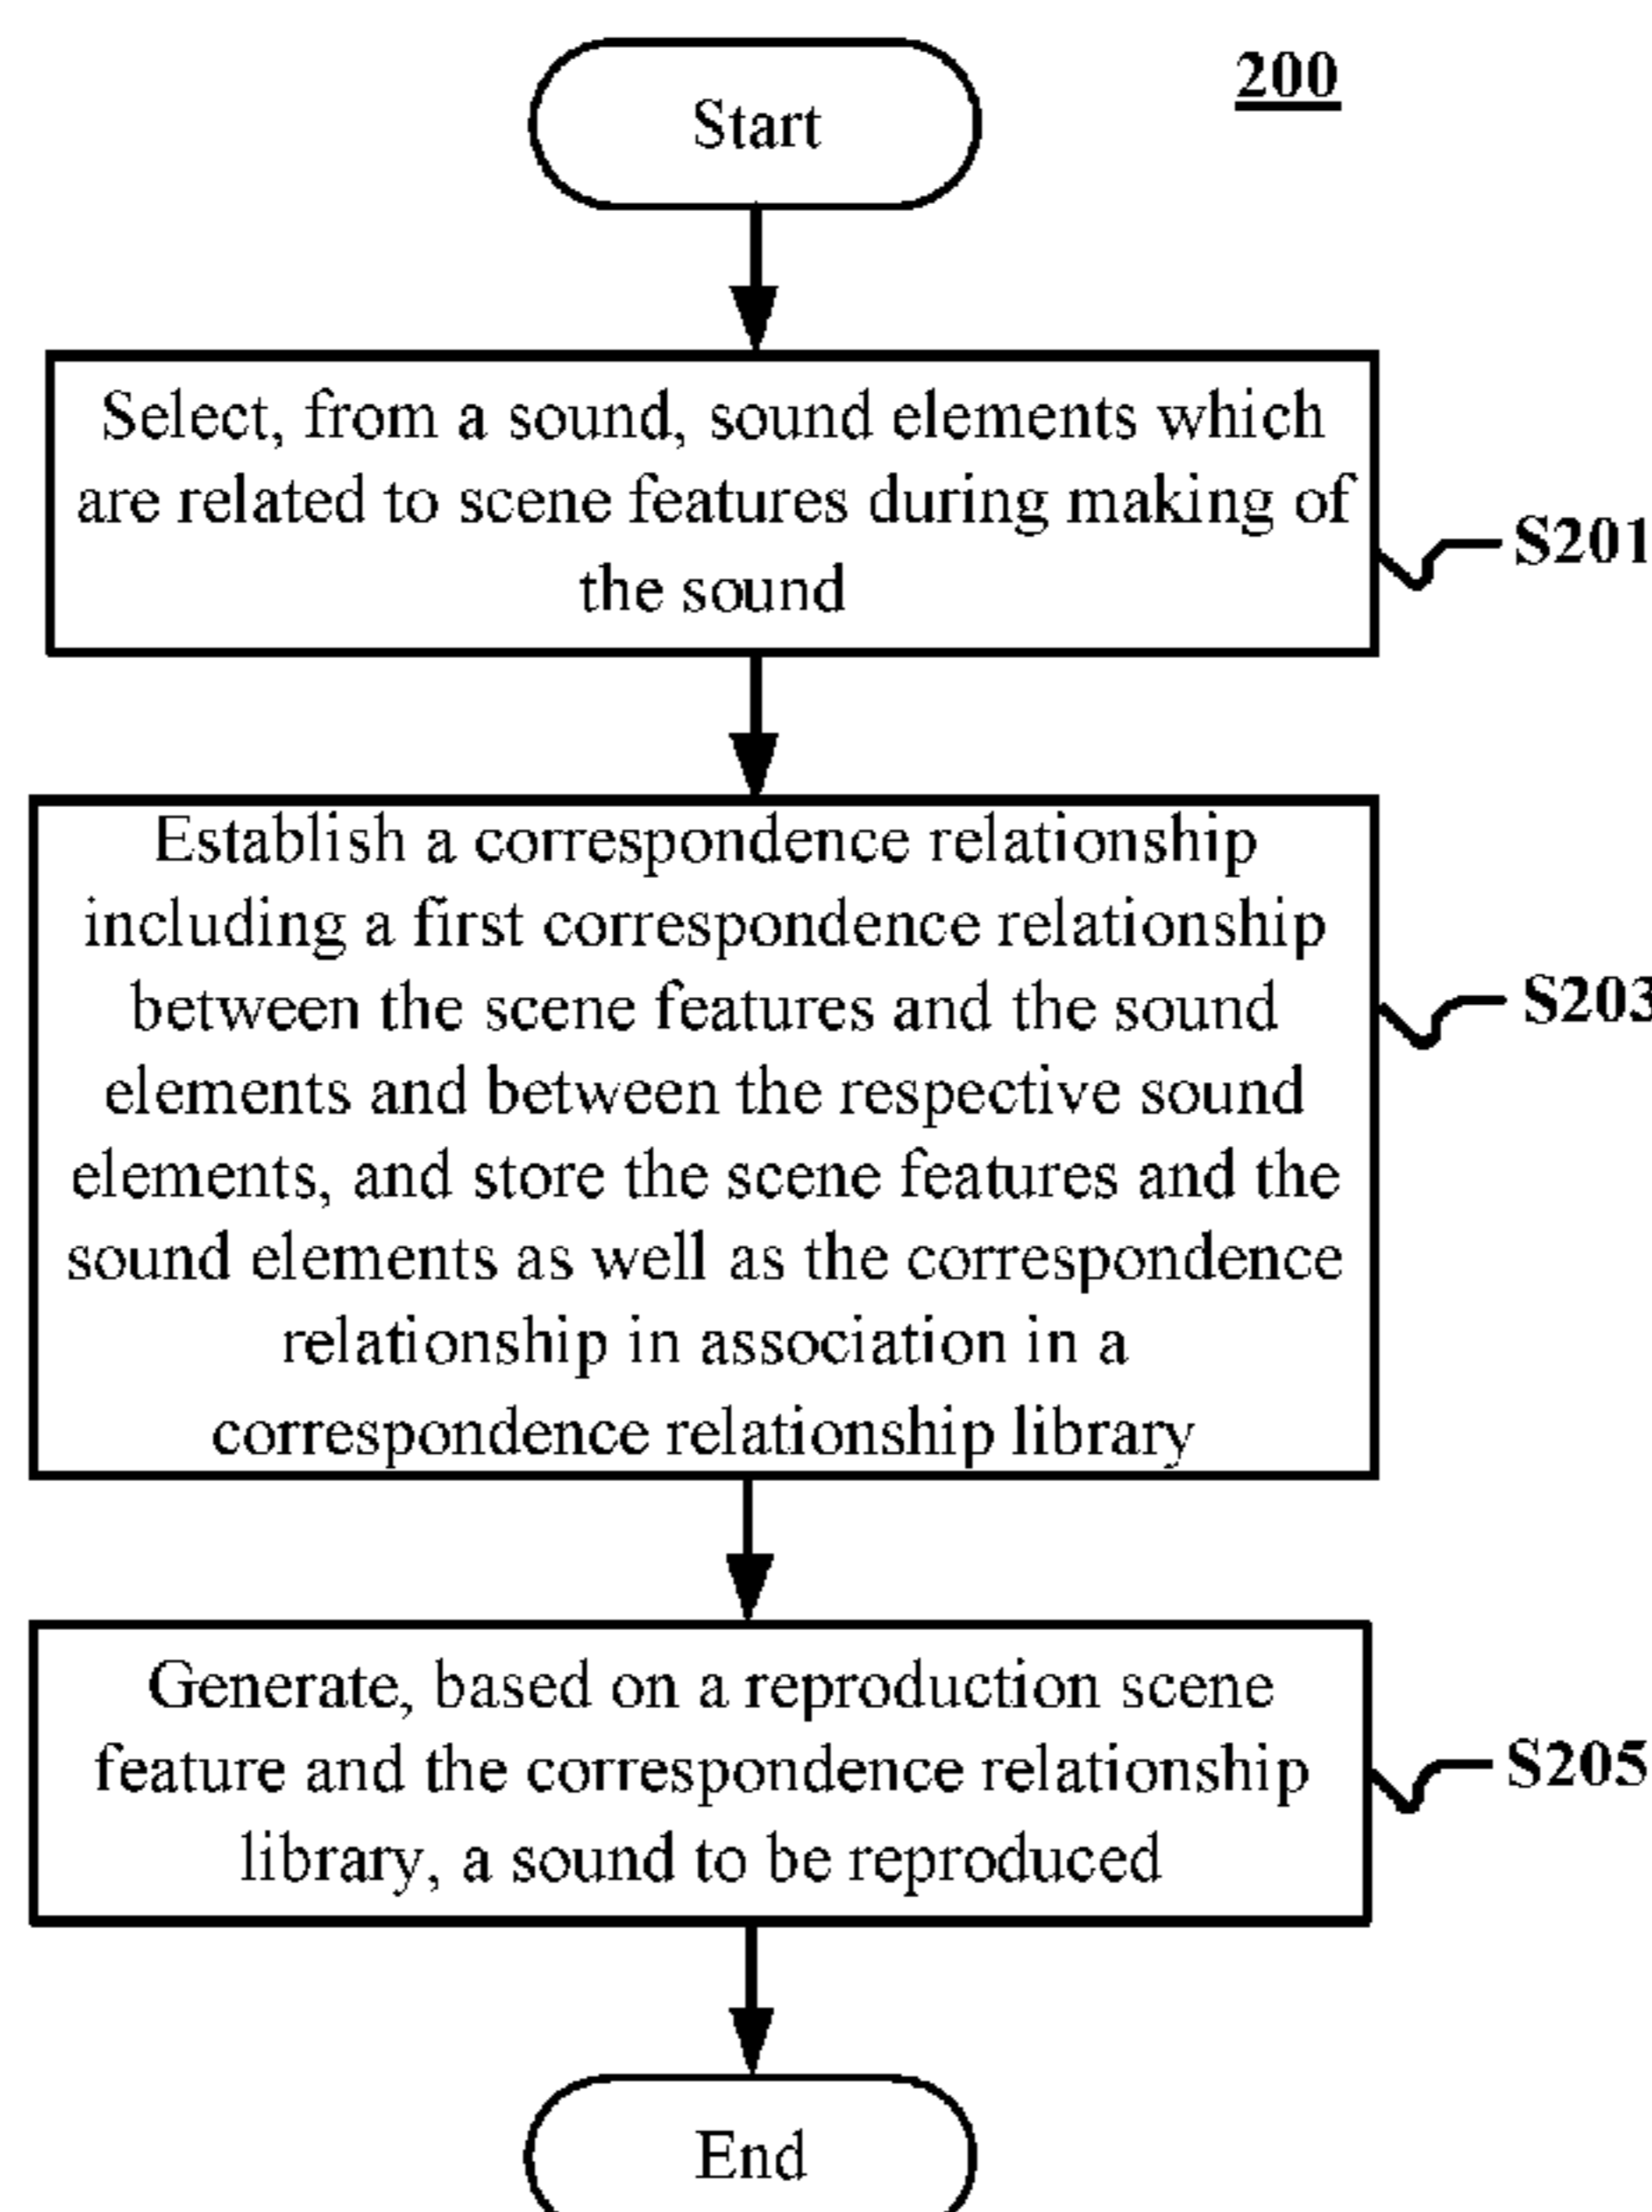 200
Start
Select, from a sound, sound elements which
are related to scene features during making of
the sound
S201
Establish a correspondence relationship
including a first correspondence relationship
between the scene features and the sound
elements and between the respective sound
elements, and store the scene features and the
sound elements as well as the correspondence
relationship in association in a
correspondence relationship library
S203
Generate, based on a reproduction scene
feature and the correspondence relationship
library, a sound to be reproduced
S205
End